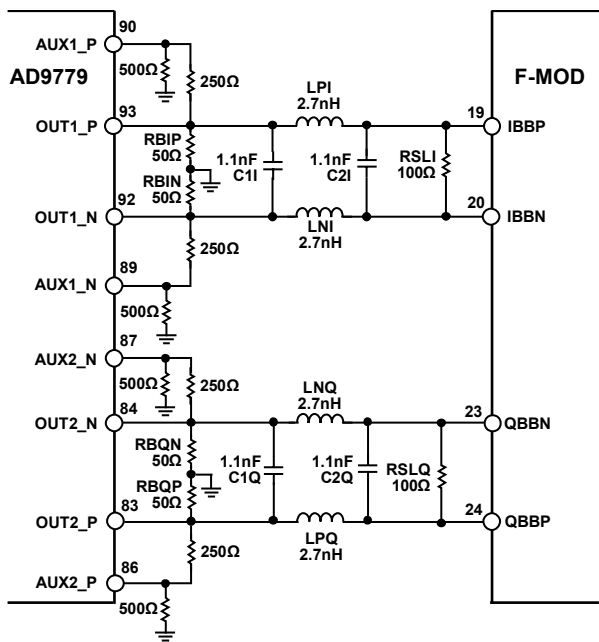 90
AUX1_P
AD9779
500Ω
250Ω
F-MOD
LPI
2.7nH
93
OUT1_P
19
IBBP
RBIP
50Ω
1.1nF
C1I
1.1nF
C2I
RSLI
100Ω
RBIN
50Ω
92
OUT1_N
20
IBBN
LNI
2.7nH
250Ω
89
AUX1_N
500Ω
87
AUX2_N
500Ω
250Ω
LNQ
2.7nH
84
OUT2_N
23
QBBN
RBQN
50Ω
1.1nF
C1Q
1.1nF
C2Q
RSLQ
100Ω
RBQP
50Ω
83
OUT2_P
24
QBBP
LPQ
2.7nH
250Ω
86
AUX2_P
500Ω